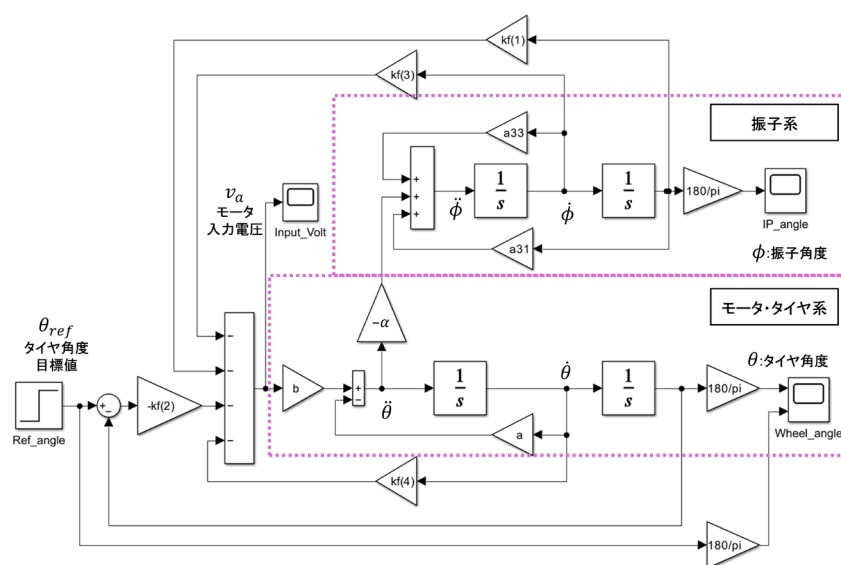 kf(1)
kf(3)
振子系
a33
+
+
+
1
s
1
s
180/pi
IP_angle
v_a
モータ
入力電圧
Input_Volt
ϕ̈
ϕ̇
a31
ϕ:振子角度
モータ・タイヤ系
-α
θ_ref
タイヤ角度
目標値
Ref_angle
+
−
-kf(2)
−
−
−
−
b
+
−
θ̈
1
s
θ̇
1
s
180/pi
θ:タイヤ角度
Wheel_angle
a
kf(4)
180/pi